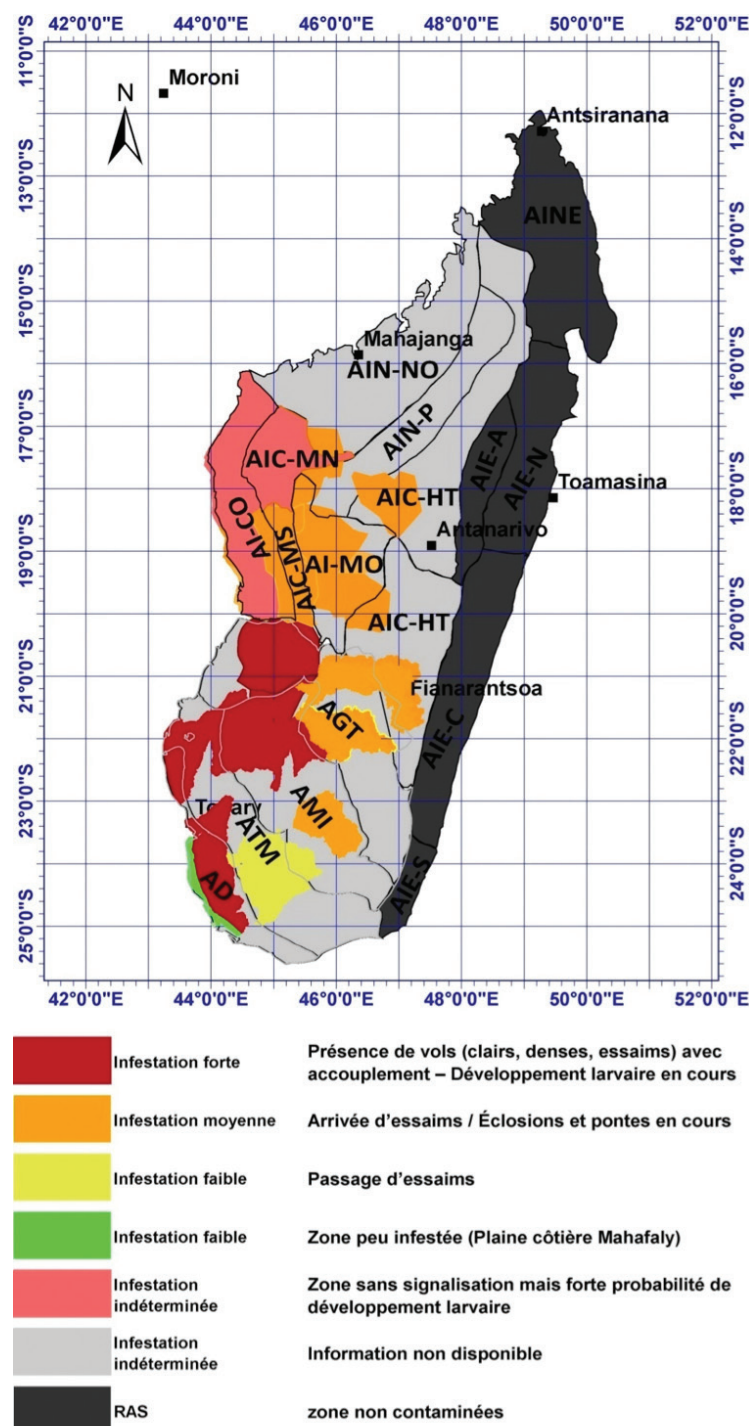 42°0'0"E 44°0'0"E 46°0'0"E 48°0'0"E 50°0'0"E 52°0'0"E
11°0'0"S
12°0'0"S
13°0'0"S
14°0'0"S
15°0'0"S
16°0'0"S
17°0'0"S
18°0'0"S
19°0'0"S
20°0'0"S
21°0'0"S
22°0'0"S
23°0'0"S
24°0'0"S
25°0'0"S
Moroni
N
Antsiranana
AINE
Mahajanga
AIN-NO
AIN-P
AIC-MN
AIE-A
AIE-N
AIC-HT
Toamasina
AI-CO
AIC-MS
Antanarivo
AI-MO
AIC-HT
Fianarantsoa
AGT
AIE-C
AMI
ATM
AD
AIE-S
42°0'0"E 44°0'0"E 46°0'0"E 48°0'0"E 50°0'0"E 52°0'0"E
Infestation forte
Présence de vols (clairs, denses, essaims) avec
accouplement – Développement larvaire en cours
Infestation moyenne
Arrivée d'essaims / Éclosions et pontes en cours
Infestation faible
Passage d'essaims
Infestation faible
Zone peu infestée (Plaine côtière Mahafaly)
Infestation
indéterminée
Zone sans signalisation mais forte probabilité de
développement larvaire
Infestation
indéterminée
Information non disponible
RAS
zone non contaminées